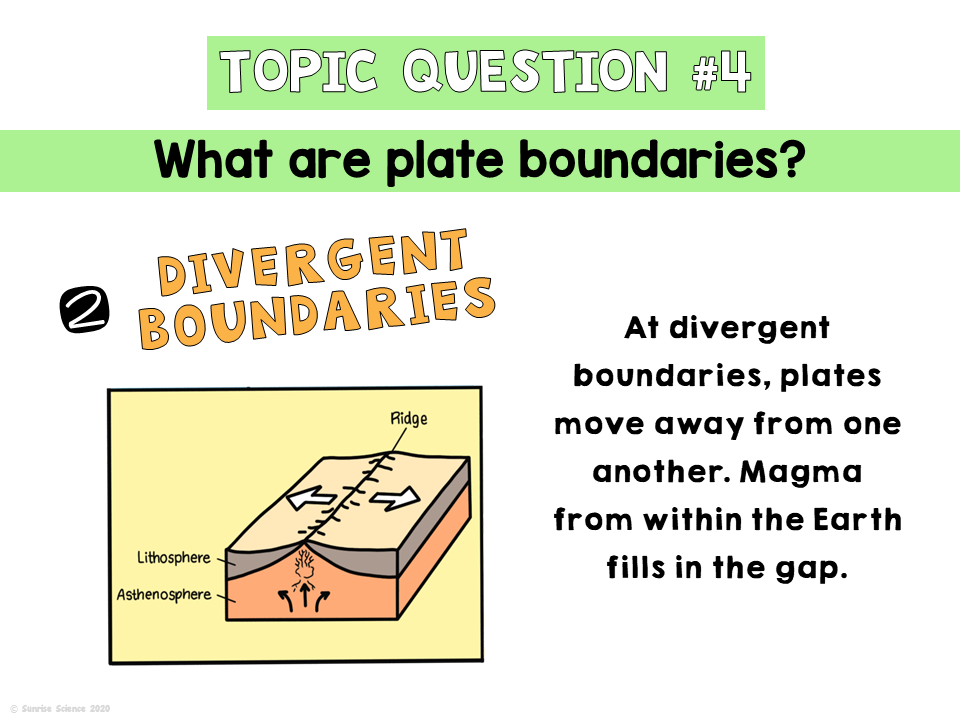 TOPIC QUESTION #4
What are plate boundaries?
2
DIVERGENT
BOUNDARIES
Ridge
Lithosphere
Asthenosphere
At divergent
boundaries, plates
move away from one
another. Magma
from within the Earth
fills in the gap.
© Sunrise Science 2020